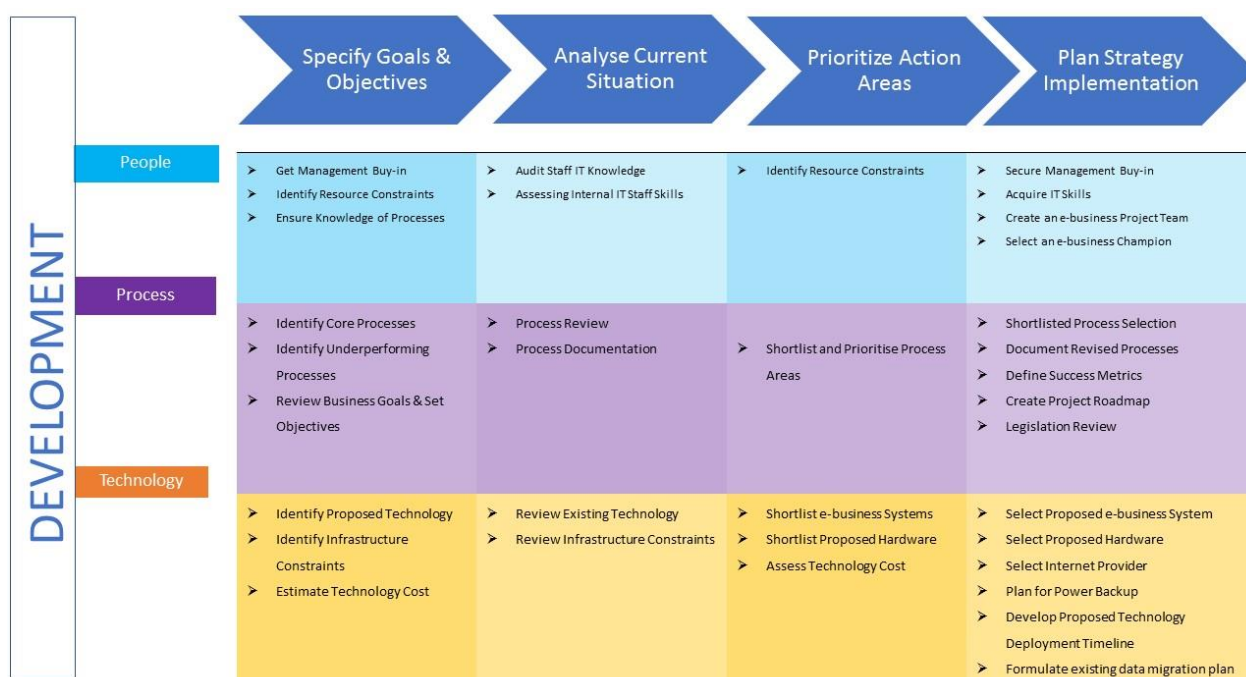 DEVELOPMENT
Specify Goals &
Objectives
Analyse Current
Situation
Prioritize Action
Areas
Plan Strategy
Implementation
People
➢ Get Management Buy-in
➢ Identify Resource Constraints
➢ Ensure Knowledge of Processes
➢ Audit Staff IT Knowledge
➢ Assessing Internal IT Staff Skills
➢ Identify Resource Constraints
➢ Secure Management Buy-in
➢ Acquire IT Skills
➢ Create an e-business Project Team
➢ Select an e-business Champion
Process
➢ Identify Core Processes
➢ Identify Underperforming
Processes
➢ Review Business Goals & Set
Objectives
➢ Process Review
➢ Process Documentation
➢ Shortlist and Prioritise Process
Areas
➢ Shortlisted Process Selection
➢ Document Revised Processes
➢ Define Success Metrics
➢ Create Project Roadmap
➢ Legislation Review
Technology
➢ Identify Proposed Technology
➢ Identify Infrastructure
Constraints
➢ Estimate Technology Cost
➢ Review Existing Technology
➢ Review Infrastructure Constraints
➢ Shortlist e-business Systems
➢ Shortlist Proposed Hardware
➢ Assess Technology Cost
➢ Select Proposed e-business System
➢ Select Proposed Hardware
➢ Select Internet Provider
➢ Plan for Power Backup
➢ Develop Proposed Technology
Deployment Timeline
➢ Formulate existing data migration plan